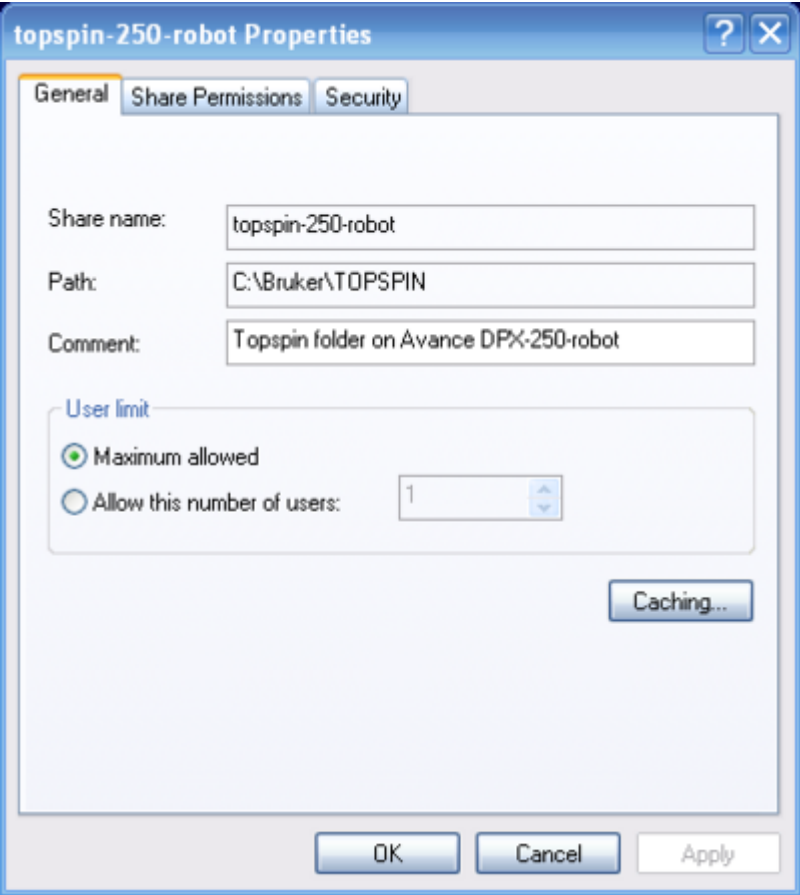 topspin-250-robot Properties
General Share Permissions Security
Share name: topspin-250-robot
Path: C:\Bruker\TOPSPIN
Comment: Topspin folder on Avance DPX-250-robot
User limit
Maximum allowed
Allow this number of users: 1
Caching...
OK Cancel Apply